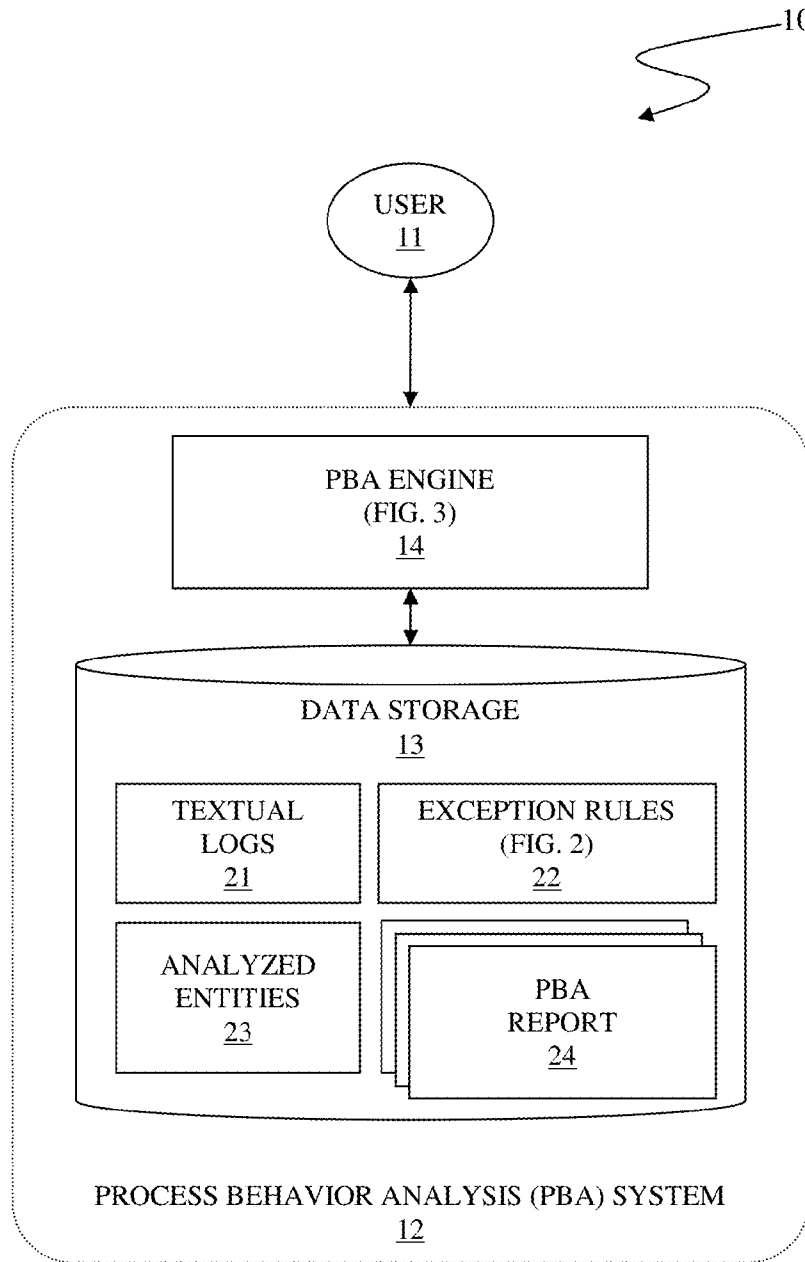 10
USER
11
PBA ENGINE
(FIG. 3)
14
DATA STORAGE
13
TEXTUAL
LOGS
21
EXCEPTION RULES
(FIG. 2)
22
ANALYZED
ENTITIES
23
PBA
REPORT
24
PROCESS BEHAVIOR ANALYSIS (PBA) SYSTEM
12